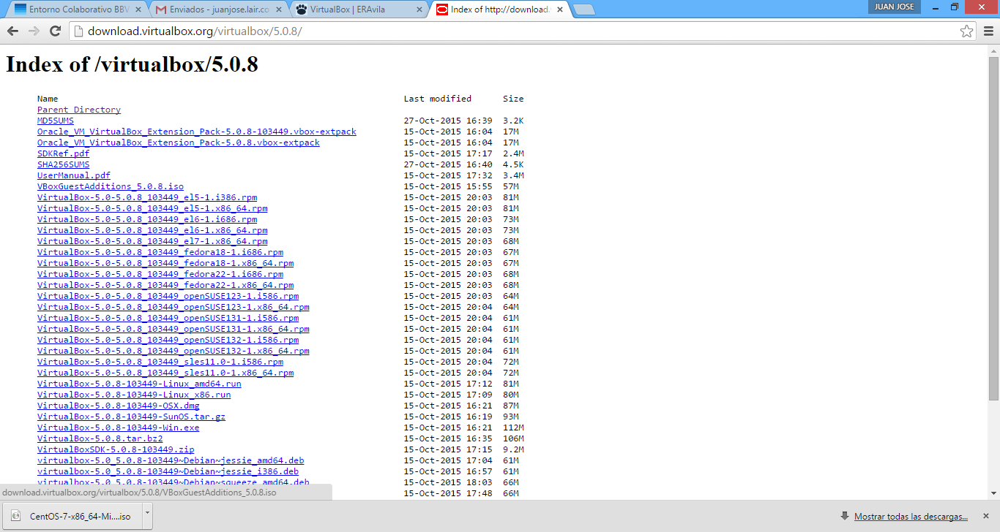 Entorno Colaborativo BBV
Enviados - juanjose.lair.co
VirtualBox | ERAvila
Index of http://download.
JUAN JOSE
download.virtualbox.org/virtualbox/5.0.8/
Index of /virtualbox/5.0.8
Name Last modified Size
Parent Directory
MD5SUMS 27-Oct-2015 16:39 3.2K
Oracle_VM_VirtualBox_Extension_Pack-5.0.8-103449.vbox-extpack 15-Oct-2015 16:04 17M
Oracle_VM_VirtualBox_Extension_Pack-5.0.8.vbox-extpack 15-Oct-2015 16:04 17M
SDKRef.pdf 15-Oct-2015 17:17 2.4M
SHA256SUMS 27-Oct-2015 16:40 4.5K
UserManual.pdf 15-Oct-2015 17:32 3.4M
VBoxGuestAdditions_5.0.8.iso 15-Oct-2015 15:55 57M
VirtualBox-5.0-5.0.8_103449_el5-1.i386.rpm 15-Oct-2015 20:03 81M
VirtualBox-5.0-5.0.8_103449_el5-1.x86_64.rpm 15-Oct-2015 20:03 81M
VirtualBox-5.0-5.0.8_103449_el6-1.i686.rpm 15-Oct-2015 20:03 73M
VirtualBox-5.0-5.0.8_103449_el6-1.x86_64.rpm 15-Oct-2015 20:03 73M
VirtualBox-5.0-5.0.8_103449_el7-1.x86_64.rpm 15-Oct-2015 20:03 68M
VirtualBox-5.0-5.0.8_103449_fedora18-1.i686.rpm 15-Oct-2015 20:03 67M
VirtualBox-5.0-5.0.8_103449_fedora18-1.x86_64.rpm 15-Oct-2015 20:03 67M
VirtualBox-5.0-5.0.8_103449_fedora22-1.i686.rpm 15-Oct-2015 20:03 68M
VirtualBox-5.0-5.0.8_103449_fedora22-1.x86_64.rpm 15-Oct-2015 20:03 68M
VirtualBox-5.0-5.0.8_103449_openSUSE123-1.i586.rpm 15-Oct-2015 20:03 64M
VirtualBox-5.0-5.0.8_103449_openSUSE123-1.x86_64.rpm 15-Oct-2015 20:04 64M
VirtualBox-5.0-5.0.8_103449_openSUSE131-1.i586.rpm 15-Oct-2015 20:04 61M
VirtualBox-5.0-5.0.8_103449_openSUSE131-1.x86_64.rpm 15-Oct-2015 20:04 61M
VirtualBox-5.0-5.0.8_103449_openSUSE132-1.i586.rpm 15-Oct-2015 20:04 61M
VirtualBox-5.0-5.0.8_103449_openSUSE132-1.x86_64.rpm 15-Oct-2015 20:04 61M
VirtualBox-5.0-5.0.8_103449_sles11.0-1.i586.rpm 15-Oct-2015 20:04 72M
VirtualBox-5.0-5.0.8_103449_sles11.0-1.x86_64.rpm 15-Oct-2015 20:04 72M
VirtualBox-5.0.8-103449-Linux_amd64.run 15-Oct-2015 17:12 81M
VirtualBox-5.0.8-103449-Linux_x86.run 15-Oct-2015 17:09 80M
VirtualBox-5.0.8-103449-OSX.dmg 15-Oct-2015 16:21 87M
VirtualBox-5.0.8-103449-SunOS.tar.gz 15-Oct-2015 16:19 93M
VirtualBox-5.0.8-103449-Win.exe 15-Oct-2015 16:21 112M
VirtualBox-5.0.8.tar.bz2 15-Oct-2015 16:35 106M
VirtualBoxSDK-5.0.8-103449.zip 15-Oct-2015 17:15 9.2M
virtualbox-5.0_5.0.8-103449~Debian~jessie_amd64.deb 15-Oct-2015 17:04 61M
virtualbox-5.0_5.0.8-103449~Debian~jessie_i386.deb 15-Oct-2015 16:57 61M
virtualbox-5.0_5.0.8-103449~Debian~squeeze_amd64.deb 15-Oct-2015 18:03 66M
15-Oct-2015 17:48 66M
download.virtualbox.org/virtualbox/5.0.8/VBoxGuestAdditions_5.0.8.iso
CentOS-7-x86_64-Mi....iso
Mostrar todas las descargas...